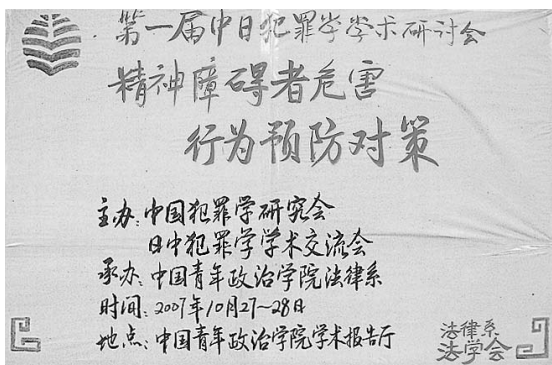 第一届中日犯罪学学术研讨会
精神障碍者危害
行为预防对策
主办:中国犯罪学研究会
日中犯罪学学术交流会
承办:中国青年政治学院法律系
时间:2007年10月27~28日
地点:中国青年政治学院学术报告厅
法律系
法学会